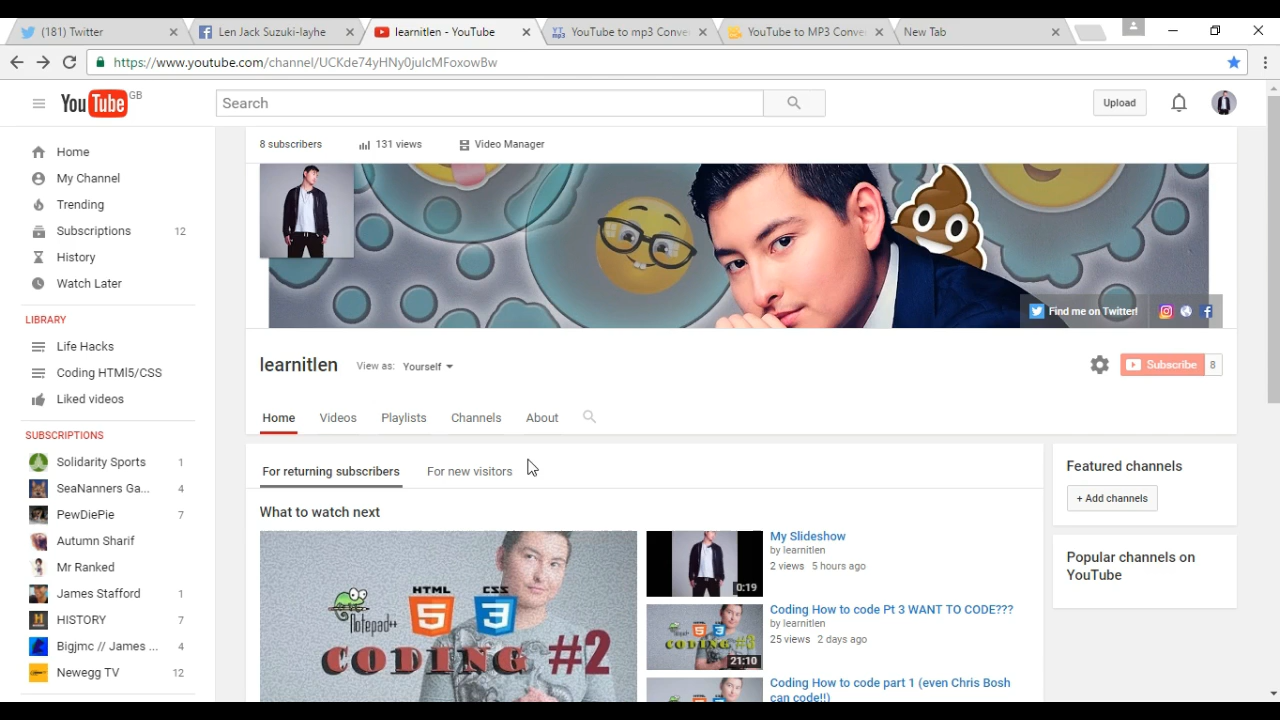 (181) Twitter
Len Jack Suzuki-layhe
learnitlen - YouTube
YouTube to mp3 Conve
YouTube to MP3 Conve
New Tab
https://www.youtube.com/channel/UCKde74yHNy0julcMFoxowBw
YouTube GB
Search
Upload
Home
My Channel
Trending
Subscriptions 12
History
Watch Later
LIBRARY
Life Hacks
Coding HTMl5/CSS
Liked videos
SUBSCRIPTIONS
Solidarity Sports 1
SeaNanners Ga... 4
PewDiePie 7
Autumn Sharif
Mr Ranked
James Stafford 1
HISTORY 7
Bigjmc // James ... 4
Newegg TV 12
8 subscribers
131 views
Video Manager
Find me on Twitter!
learnitlen
View as: Yourself
Subscribe 8
Home
Videos
Playlists
Channels
About
For returning subscribers
For new visitors
What to watch next
Notepad++
HTML
5
CSS
3
CODING #2
0:19
My Slideshow
by learnitlen
2 views 5 hours ago
CODING #3
21:10
Coding How to code Pt 3 WANT TO CODE???
by learnitlen
25 views 2 days ago
Coding How to code part 1 (even Chris Bosh
can code!!)
Featured channels
+ Add channels
Popular channels on
YouTube